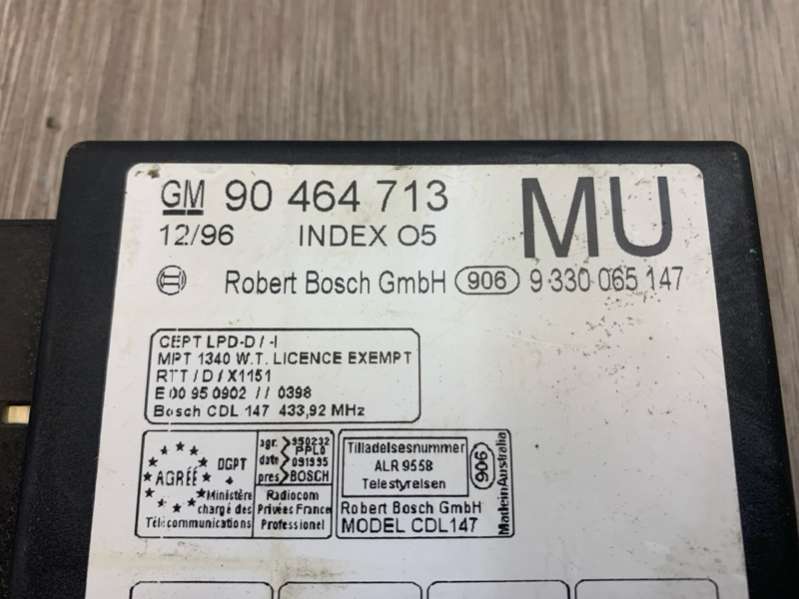 GM 90 464 713 MU
12/96 INDEX 05
Robert Bosch GmbH 906 9 330 065 147
CEPT LPD-D / -I
MPT 1340 W.T. LICENCE EXEMPT
RTT / D / X1151
E 00 95 0902 // 0398
Bosch CDL 147 433,92 MHz
AGRÉÉ DGPT
Ministère
chargé des
Télécommunications
agr. 950232
PPL0
date 091995
pres BOSCH
Radiocom
Privées France
Professionel
Tilladelsesnummer
ALR 9558
Telestyrelsen
906
Robert Bosch GmbH
MODEL CDL147
Made in Australia